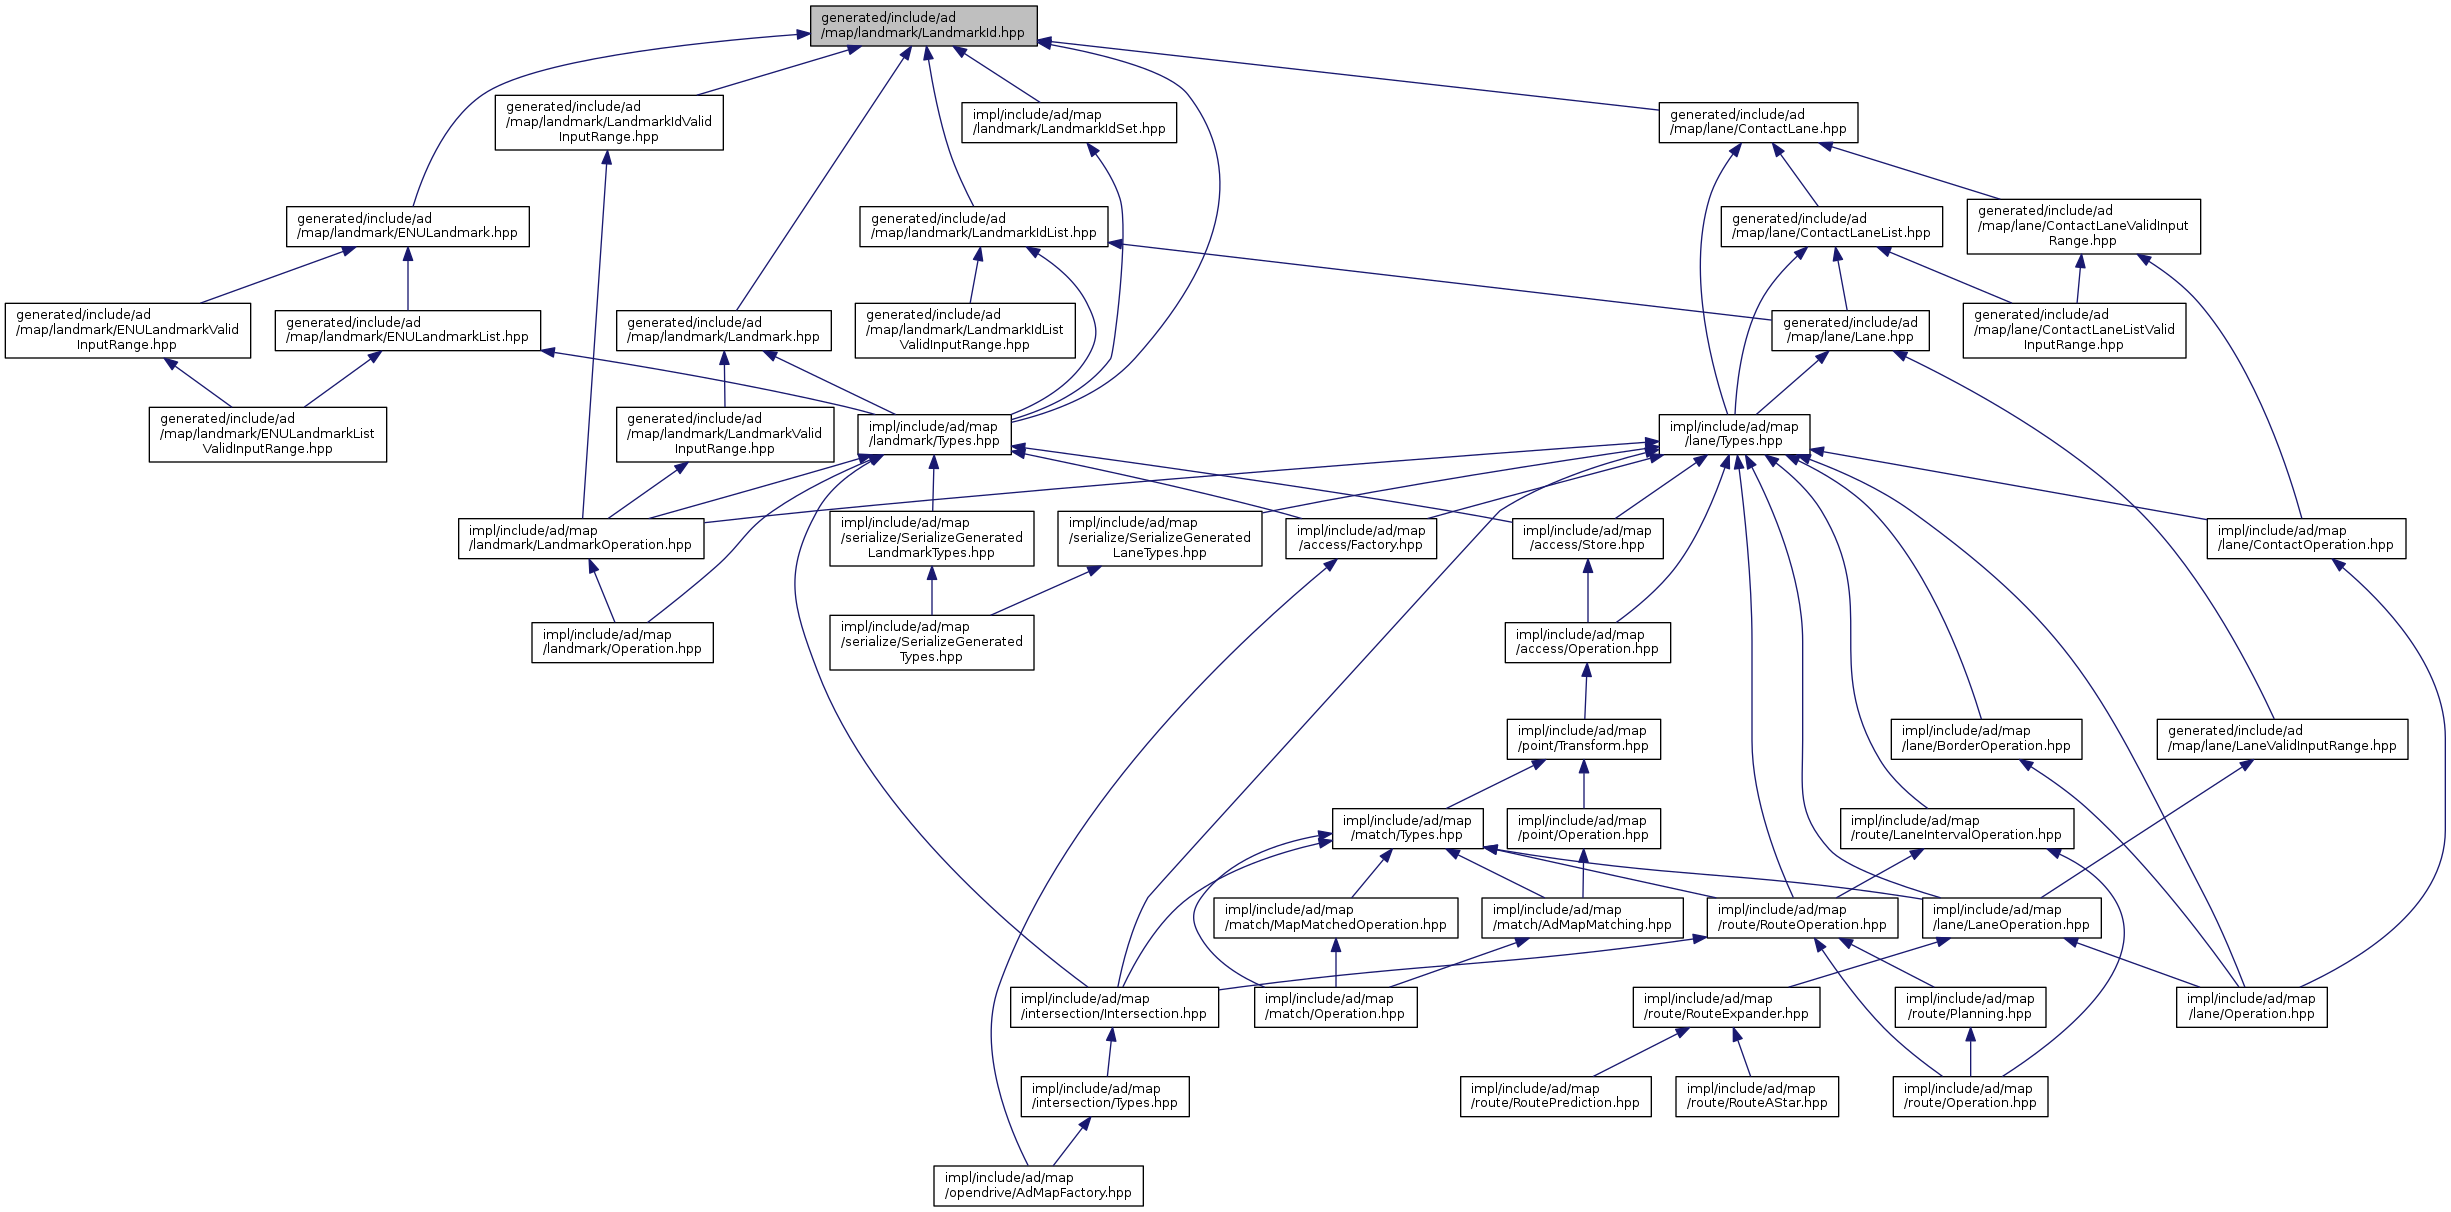 generated/include/ad
/map/landmark/LandmarkId.hpp
generated/include/ad
/map/landmark/LandmarkIdValid
InputRange.hpp
impl/include/ad/map
/landmark/LandmarkIdSet.hpp
generated/include/ad
/map/lane/ContactLane.hpp
generated/include/ad
/map/landmark/ENULandmark.hpp
generated/include/ad
/map/landmark/LandmarkIdList.hpp
generated/include/ad
/map/lane/ContactLaneList.hpp
generated/include/ad
/map/lane/ContactLaneValidInput
Range.hpp
generated/include/ad
/map/landmark/ENULandmarkValid
InputRange.hpp
generated/include/ad
/map/landmark/ENULandmarkList.hpp
generated/include/ad
/map/landmark/Landmark.hpp
generated/include/ad
/map/landmark/LandmarkIdList
ValidInputRange.hpp
generated/include/ad
/map/lane/Lane.hpp
generated/include/ad
/map/lane/ContactLaneListValid
InputRange.hpp
generated/include/ad
/map/landmark/ENULandmarkList
ValidInputRange.hpp
generated/include/ad
/map/landmark/LandmarkValid
InputRange.hpp
impl/include/ad/map
/landmark/Types.hpp
impl/include/ad/map
/lane/Types.hpp
impl/include/ad/map
/landmark/LandmarkOperation.hpp
impl/include/ad/map
/serialize/SerializeGenerated
LandmarkTypes.hpp
impl/include/ad/map
/serialize/SerializeGenerated
LaneTypes.hpp
impl/include/ad/map
/access/Factory.hpp
impl/include/ad/map
/access/Store.hpp
impl/include/ad/map
/lane/ContactOperation.hpp
impl/include/ad/map
/landmark/Operation.hpp
impl/include/ad/map
/serialize/SerializeGenerated
Types.hpp
impl/include/ad/map
/access/Operation.hpp
impl/include/ad/map
/point/Transform.hpp
impl/include/ad/map
/lane/BorderOperation.hpp
generated/include/ad
/map/lane/LaneValidInputRange.hpp
impl/include/ad/map
/match/Types.hpp
impl/include/ad/map
/point/Operation.hpp
impl/include/ad/map
/route/LaneIntervalOperation.hpp
impl/include/ad/map
/match/MapMatchedOperation.hpp
impl/include/ad/map
/match/AdMapMatching.hpp
impl/include/ad/map
/route/RouteOperation.hpp
impl/include/ad/map
/lane/LaneOperation.hpp
impl/include/ad/map
/intersection/Intersection.hpp
impl/include/ad/map
/match/Operation.hpp
impl/include/ad/map
/route/RouteExpander.hpp
impl/include/ad/map
/route/Planning.hpp
impl/include/ad/map
/lane/Operation.hpp
impl/include/ad/map
/intersection/Types.hpp
impl/include/ad/map
/route/RoutePrediction.hpp
impl/include/ad/map
/route/RouteAStar.hpp
impl/include/ad/map
/route/Operation.hpp
impl/include/ad/map
/opendrive/AdMapFactory.hpp